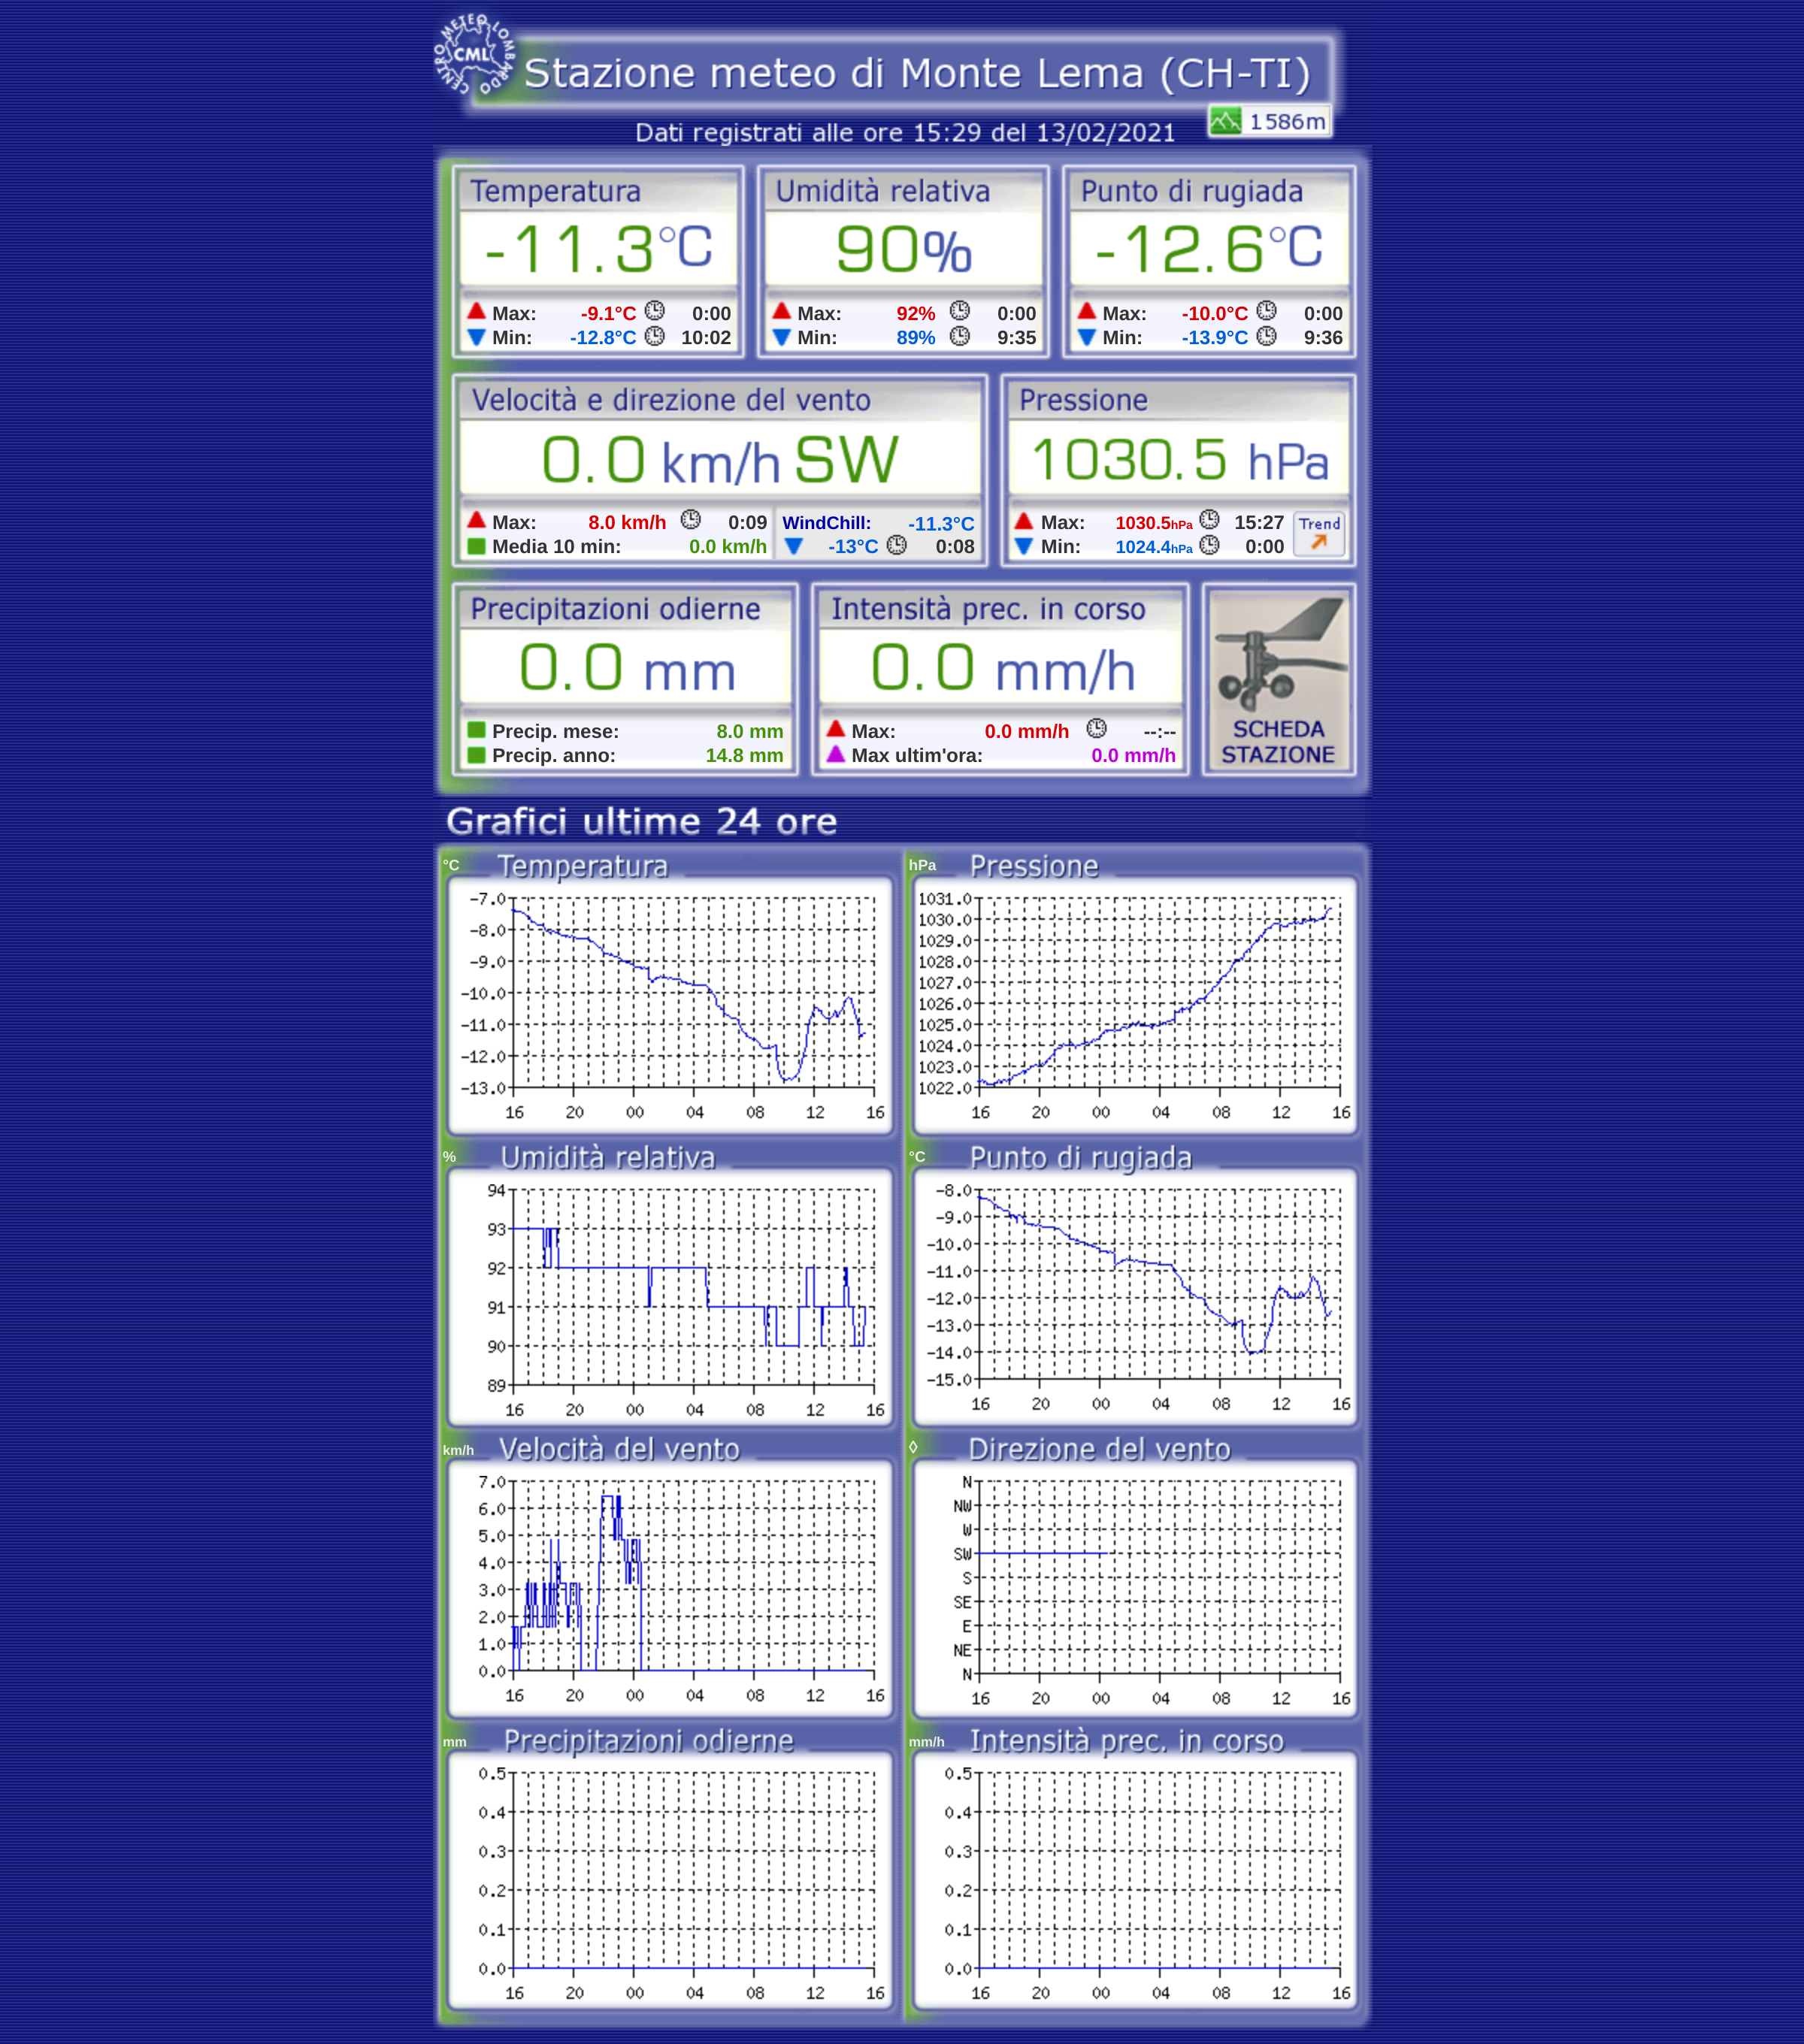 CENTRO METEO LOMBARDO
CML
Stazione meteo di Monte Lema (CH-TI)
1586m
Dati registrati alle ore 15:29 del 13/02/2021
Temperatura Umidità relativa Punto di rugiada
-11.3°C 90% -12.6°C
Max: -9.1°C 0:00 Max: 92% 0:00 Max: -10.0°C 0:00
Min: -12.8°C 10:02 Min: 89% 9:35 Min: -13.9°C 9:36
Velocità e direzione del vento Pressione
0.0 km/h SW 1030.5 hPa
Max: 8.0 km/h 0:09 WindChill: -11.3°C Max: 1030.5hPa 15:27 Trend
Media 10 min: 0.0 km/h -13°C 0:08 Min: 1024.4hPa 0:00
Precipitazioni odierne Intensità prec. in corso
0.0 mm 0.0 mm/h
Precip. mese: 8.0 mm Max: 0.0 mm/h --:-- SCHEDA
Precip. anno: 14.8 mm Max ultim'ora: 0.0 mm/h STAZIONE
Grafici ultime 24 ore
°C Temperatura
-7.0
-8.0
-9.0
-10.0
-11.0
-12.0
-13.0
16 20 00 04 08 12 16
hPa Pressione
1031.0
1030.0
1029.0
1028.0
1027.0
1026.0
1025.0
1024.0
1023.0
1022.0
16 20 00 04 08 12 16
% Umidità relativa
94
93
92
91
90
89
16 20 00 04 08 12 16
°C Punto di rugiada
-8.0
-9.0
-10.0
-11.0
-12.0
-13.0
-14.0
-15.0
16 20 00 04 08 12 16
km/h Velocità del vento
7.0
6.0
5.0
4.0
3.0
2.0
1.0
0.0
16 20 00 04 08 12 16
◊ Direzione del vento
N
NW
W
SW
S
SE
E
NE
N
16 20 00 04 08 12 16
mm Precipitazioni odierne
0.5
0.4
0.3
0.2
0.1
0.0
16 20 00 04 08 12 16
mm/h Intensità prec. in corso
0.5
0.4
0.3
0.2
0.1
0.0
16 20 00 04 08 12 16